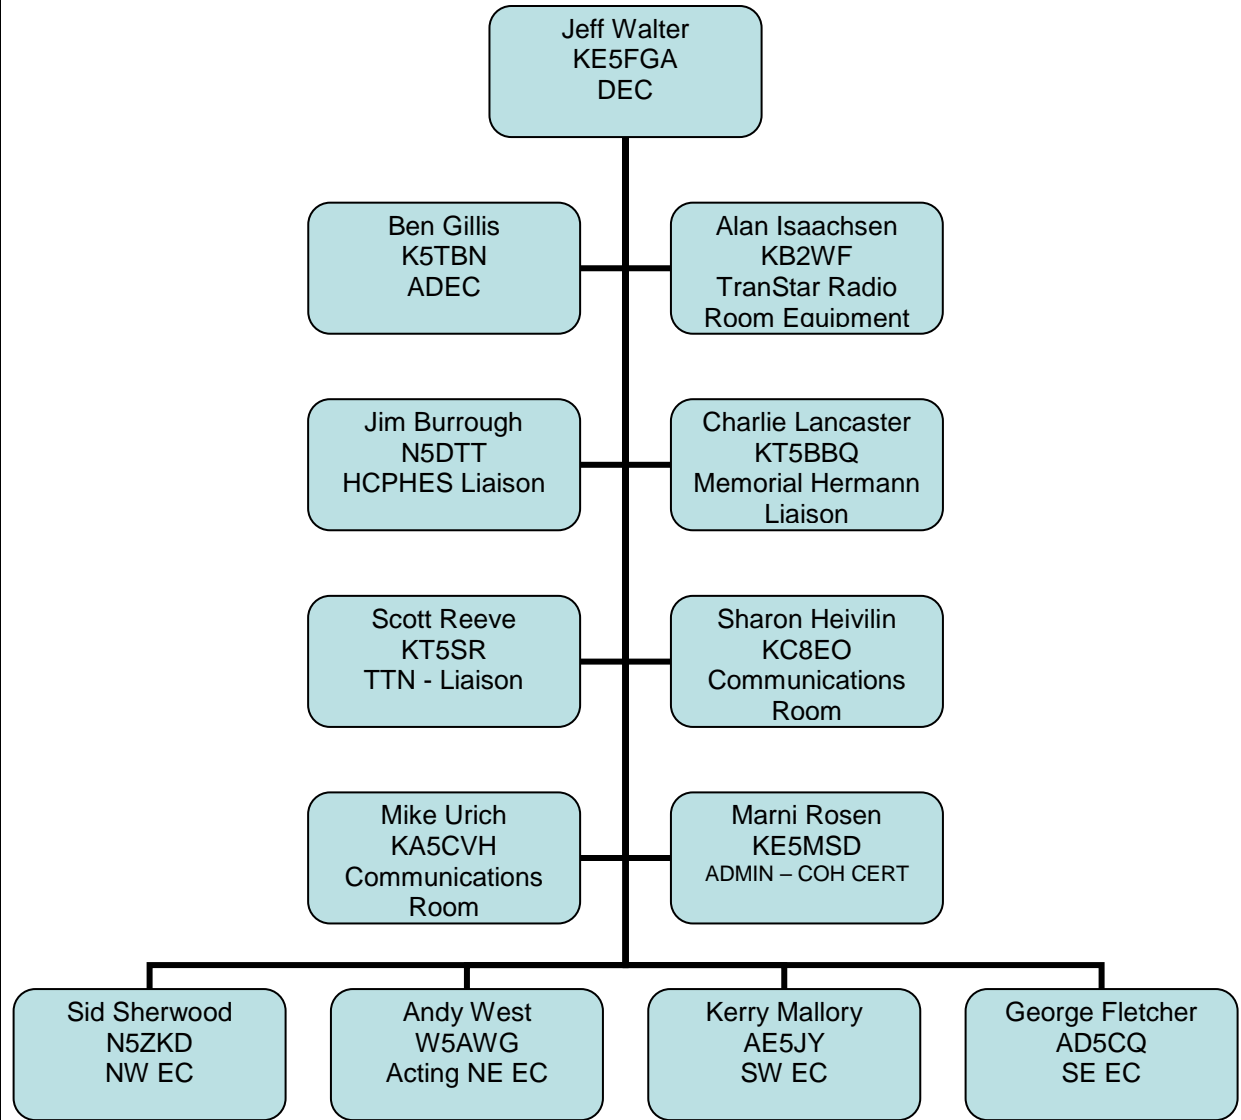 Jeff Walter
KE5FGA
DEC
Ben Gillis
K5TBN
ADEC
Alan Isaachsen
KB2WF
TranStar Radio
Room Equipment
Jim Burrough
N5DTT
HCPHES Liaison
Charlie Lancaster
KT5BBQ
Memorial Hermann
Liaison
Scott Reeve
KT5SR
TTN - Liaison
Sharon Heivilin
KC8EO
Communications
Room
Mike Urich
KA5CVH
Communications
Room
Marni Rosen
KE5MSD
ADMIN – COH CERT
Sid Sherwood
N5ZKD
NW EC
Andy West
W5AWG
Acting NE EC
Kerry Mallory
AE5JY
SW EC
George Fletcher
AD5CQ
SE EC